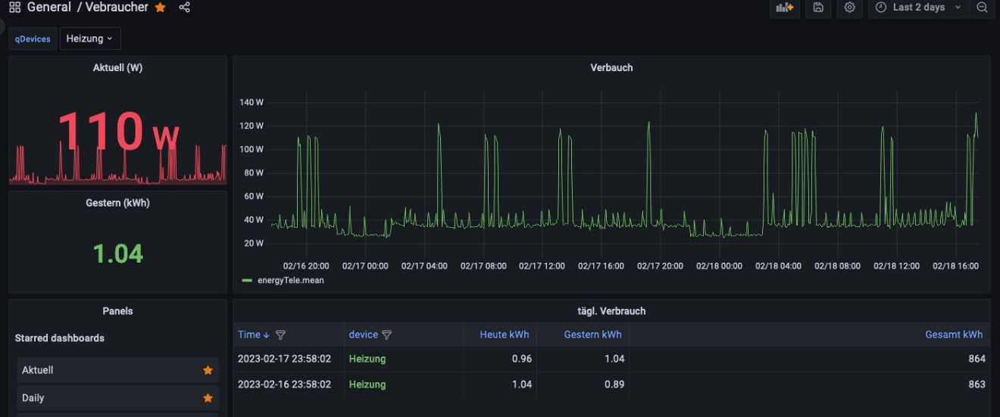 General / Vebraucher
Last 2 days
qDevices
Heizung
Aktuell (W)
110 W
Gestern (kWh)
1.04
Verbauch
140 W
120 W
100 W
80 W
60 W
40 W
20 W
02/16 20:00 02/17 00:00 02/17 04:00 02/17 08:00 02/17 12:00 02/17 16:00 02/17 20:00 02/18 00:00 02/18 04:00 02/18 08:00 02/18 12:00 02/18 16:00
energyTele.mean
Panels
Starred dashboards
Aktuell
Daily
tägl. Verbrauch
Time device Heute kWh Gestern kWh Gesamt kWh
2023-02-17 23:58:02 Heizung 0.96 1.04 864
2023-02-16 23:58:02 Heizung 1.04 0.89 863